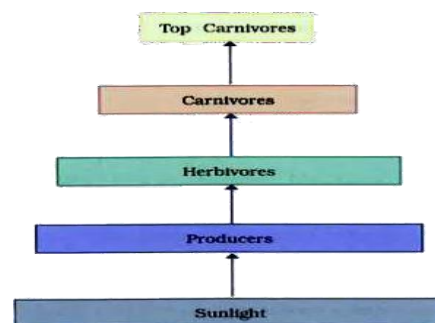 Top Carnivores
Carnivores
Herbivores
Producers
Sunlight